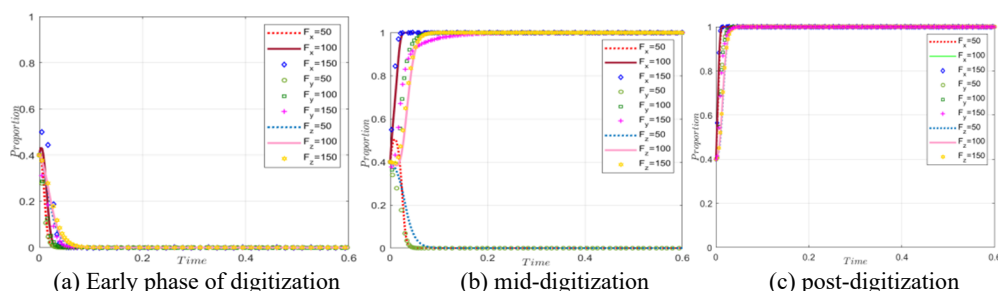 1
0.8
0.6
0.4
0.2
0
Proportion
0
0.2
0.4
0.6
Time
F_x=50
F_x=100
F_x=150
F_y=50
F_y=100
F_y=150
F_z=50
F_z=100
F_z=150
(a) Early phase of digitization
1
0.8
0.6
0.4
0.2
0
Proportion
0
0.2
0.4
0.6
Time
F_x=50
F_x=100
F_x=150
F_y=50
F_y=100
F_y=150
F_z=50
F_z=100
F_z=150
(b) mid-digitization
1
0.8
0.6
0.4
0.2
0
Proportion
0
0.2
0.4
0.6
Time
F_x=50
F_x=100
F_x=150
F_y=50
F_y=100
F_y=150
F_z=50
F_z=100
F_z=150
(c) post-digitization